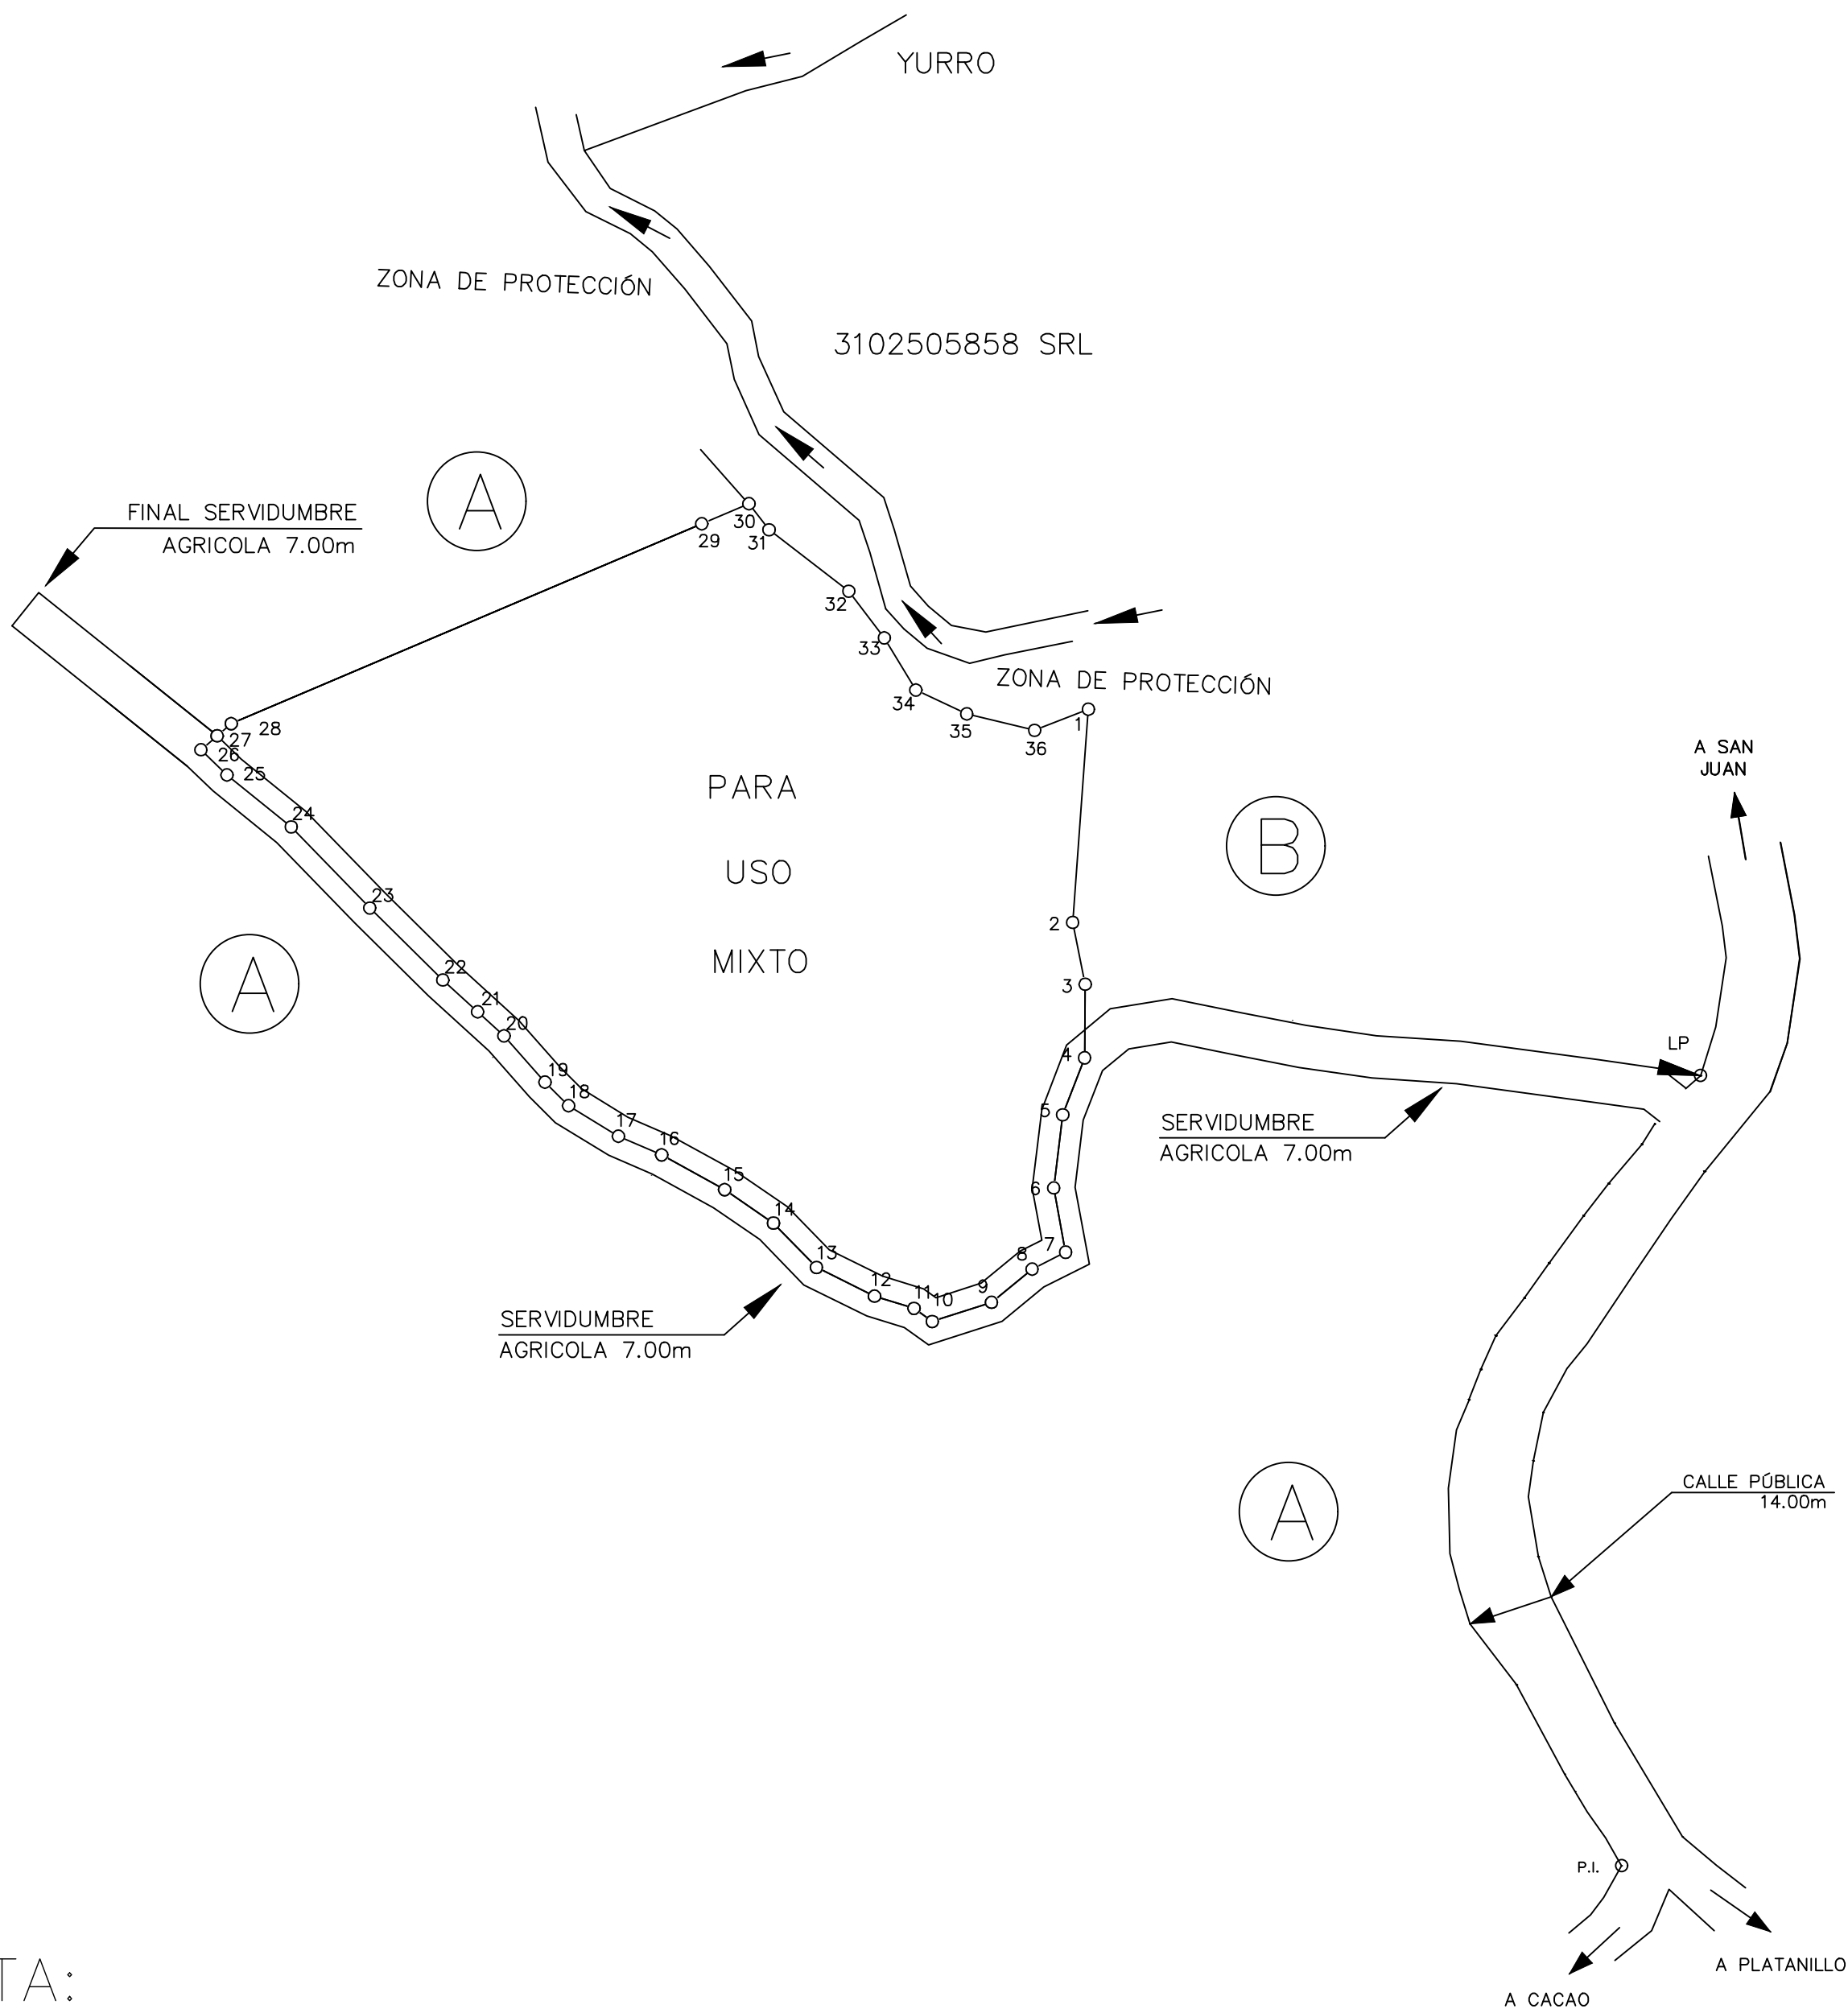 YURRO
ZONA DE PROTECCIÓN
3102505858 SRL
A
FINAL SERVIDUMBRE
AGRICOLA 7.00m
30
29
31
32
33
ZONA DE PROTECCIÓN
34
35
36
1
28
27
26
25
24
A SAN
JUAN
PARA
USO
MIXTO
B
23
2
22
3
A
21
20
4
LP
19
18
5
17
16
SERVIDUMBRE
AGRICOLA 7.00m
15
6
14
7
8
13
12
9
11
10
SERVIDUMBRE
AGRICOLA 7.00m
CALLE PÚBLICA
14.00m
A
P.I.
A PLATANILLO
A CACAO
TA: